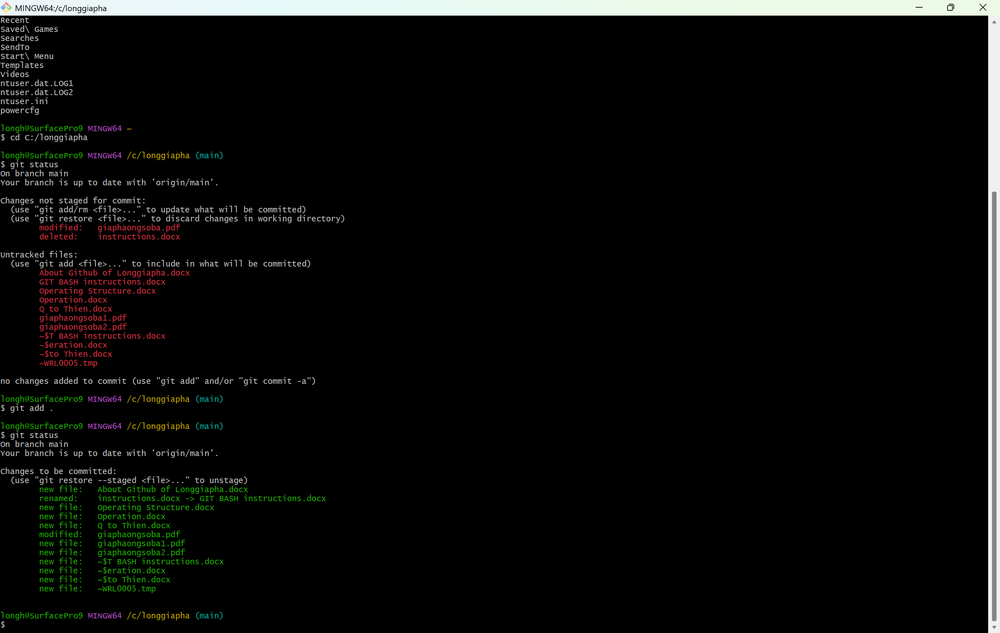 MINGW64:/c/longgiapha
Recent
Saved\ Games
Searches
SendTo
Start\ Menu
Templates
Videos
ntuser.dat.LOG1
ntuser.dat.LOG2
ntuser.ini
powercfg
longh@SurfacePro9 MINGW64 ~
$ cd C:/longgiapha
longh@SurfacePro9 MINGW64 /c/longgiapha (main)
$ git status
On branch main
Your branch is up to date with 'origin/main'.
Changes not staged for commit:
  (use "git add/rm <file>..." to update what will be committed)
  (use "git restore <file>..." to discard changes in working directory)
        modified:   giaphaongsoba.pdf
        deleted:    instructions.docx
Untracked files:
  (use "git add <file>..." to include in what will be committed)
        About Github of Longgiapha.docx
        GIT BASH instructions.docx
        Operating Structure.docx
        Operation.docx
        Q to Thien.docx
        giaphaongsoba1.pdf
        giaphaongsoba2.pdf
        ~$T BASH instructions.docx
        ~$eration.docx
        ~$to Thien.docx
        ~WRL0005.tmp
no changes added to commit (use "git add" and/or "git commit -a")
longh@SurfacePro9 MINGW64 /c/longgiapha (main)
$ git add .
longh@SurfacePro9 MINGW64 /c/longgiapha (main)
$ git status
On branch main
Your branch is up to date with 'origin/main'.
Changes to be committed:
  (use "git restore --staged <file>..." to unstage)
        new file:   About Github of Longgiapha.docx
        renamed:    instructions.docx -> GIT BASH instructions.docx
        new file:   Operating Structure.docx
        new file:   Operation.docx
        new file:   Q to Thien.docx
        modified:   giaphaongsoba.pdf
        new file:   giaphaongsoba1.pdf
        new file:   giaphaongsoba2.pdf
        new file:   ~$T BASH instructions.docx
        new file:   ~$eration.docx
        new file:   ~$to Thien.docx
        new file:   ~WRL0005.tmp
longh@SurfacePro9 MINGW64 /c/longgiapha (main)
$